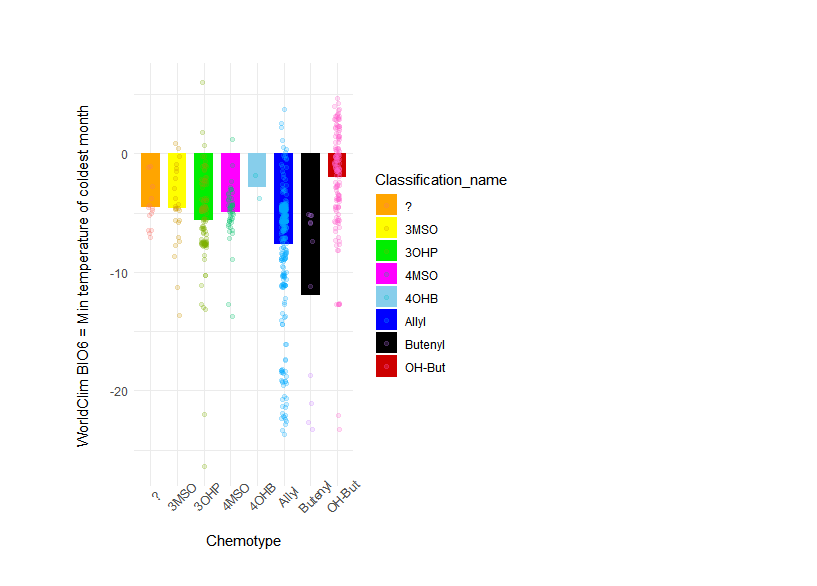 WorldClim BIO6 = Min temperature of coldest month
0
-10
-20
?
3MSO
3OHP
4MSO
4OHB
Allyl
Butenyl
OH-But
Chemotype
Classification_name
?
3MSO
3OHP
4MSO
4OHB
Allyl
Butenyl
OH-But